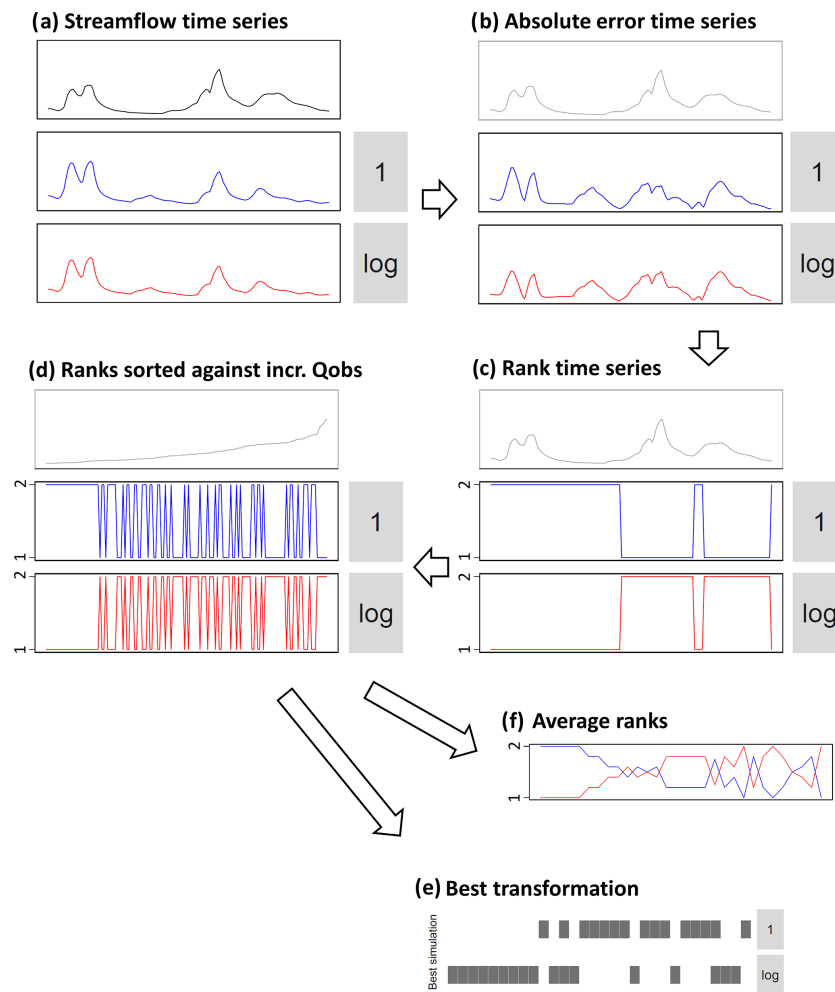 (a) Streamflow time series
1
log
(b) Absolute error time series
1
log
(d) Ranks sorted against incr. Qobs
2
1
1
2
1
log
(c) Rank time series
2
1
1
2
1
log
(f) Average ranks
2
1
(e) Best transformation
Best simulation
1
log